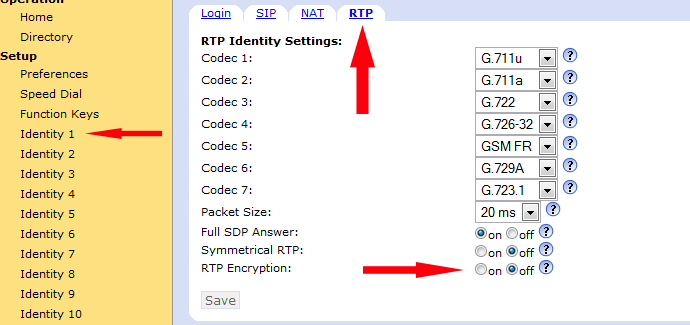 Operation
Home
Directory
Setup
Preferences
Speed Dial
Function Keys
Identity 1
Identity 2
Identity 3
Identity 4
Identity 5
Identity 6
Identity 7
Identity 8
Identity 9
Identity 10
Login SIP NAT RTP
RTP Identity Settings:
Codec 1: G.711u ?
Codec 2: G.711a ?
Codec 3: G.722 ?
Codec 4: G.726-32 ?
Codec 5: GSM FR ?
Codec 6: G.729A ?
Codec 7: G.723.1 ?
Packet Size: 20 ms ?
Full SDP Answer: on off ?
Symmetrical RTP: on off ?
RTP Encryption: on off ?
Save